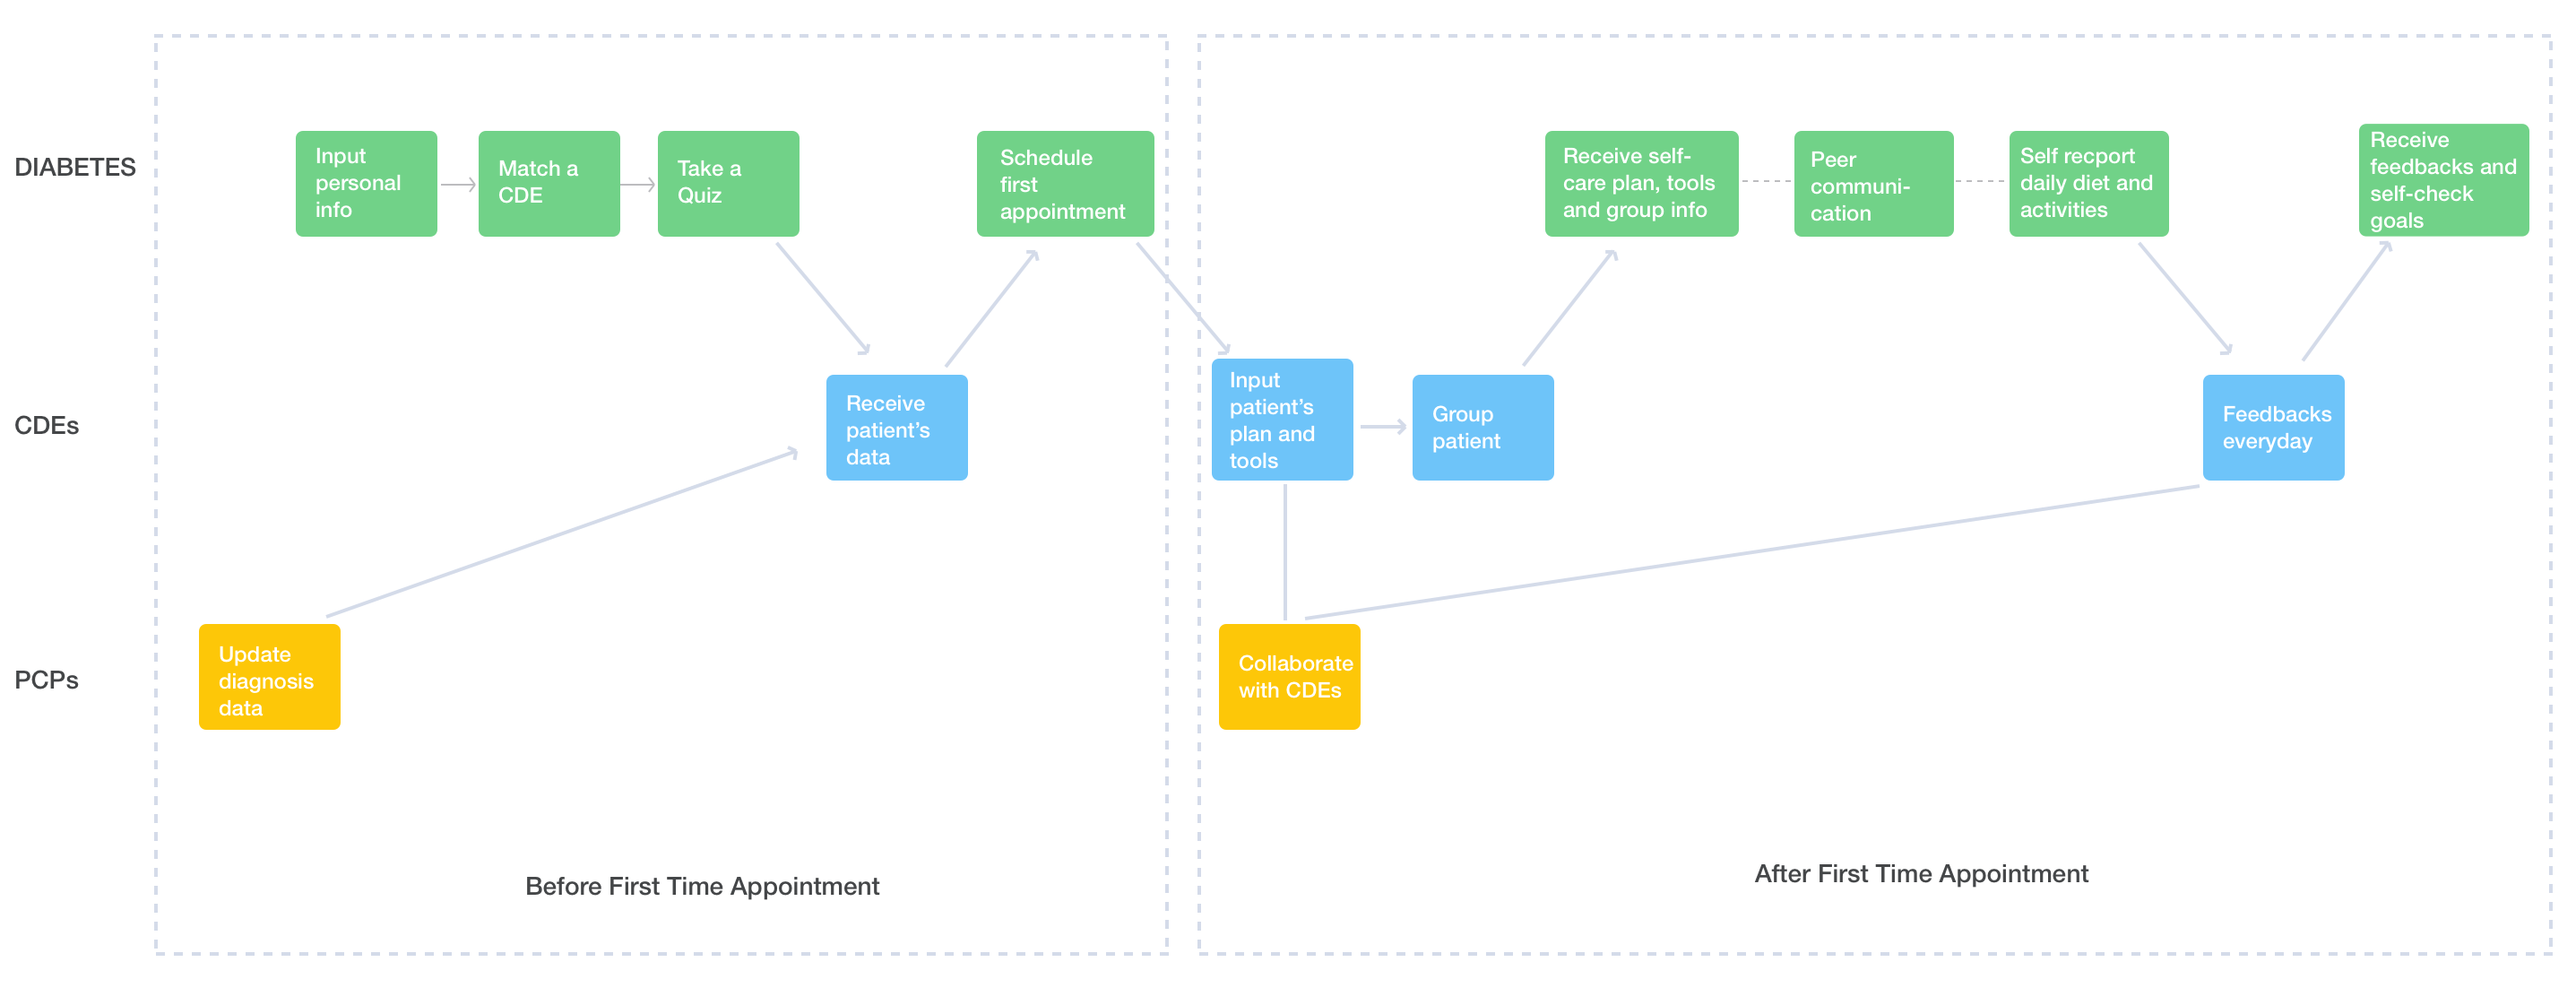 DIABETES
Input
personal
info
Match a
CDE
Take a
Quiz
Schedule
first
appointment
Receive self-
care plan, tools
and group info
Peer
communi-
cation
Self recport
daily diet and
activities
Receive
feedbacks and
self-check
goals
CDEs
Receive
patient’s
data
Input
patient’s
plan and
tools
Group
patient
Feedbacks
everyday
PCPs
Update
diagnosis
data
Collaborate
with CDEs
Before First Time Appointment
After First Time Appointment